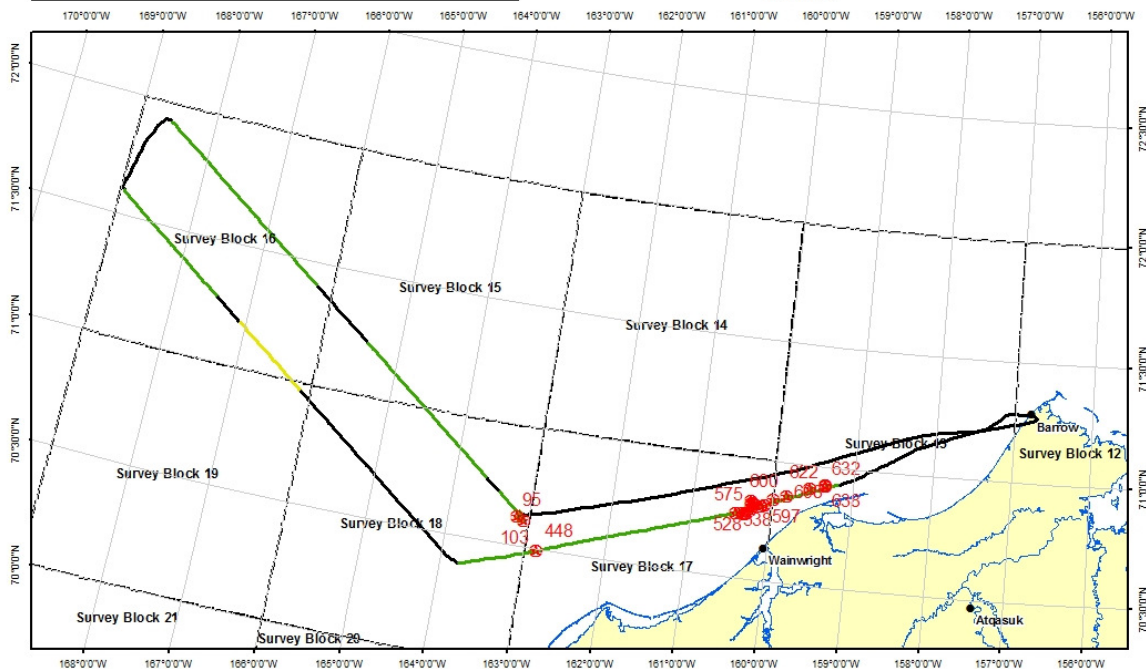 170°0'0"W 169°0'0"W 168°0'0"W 167°0'0"W 166°0'0"W 165°0'0"W 164°0'0"W 163°0'0"W 162°0'0"W 161°0'0"W 160°0'0"W 159°0'0"W 158°0'0"W 157°0'0"W 156°0'0"W
72°0'0"N
72°30'0"N
71°30'0"N
Survey Block 16
72°0'0"N
Survey Block 15
71°0'0"N
Survey Block 14
71°30'0"N
Barrow
Survey Block 13
Survey Block 12
70°30'0"N
Survey Block 19
622 632
600
575
95
71°0'0"N
633
528 538 597
Survey Block 18
103 448
Wainwright
70°0'0"N
Survey Block 17
Survey Block 21
Survey Block 20
Atqasuk
70°30'0"N
168°0'0"W 167°0'0"W 166°0'0"W 165°0'0"W 164°0'0"W 163°0'0"W 162°0'0"W 161°0'0"W 160°0'0"W 159°0'0"W 158°0'0"W 157°0'0"W